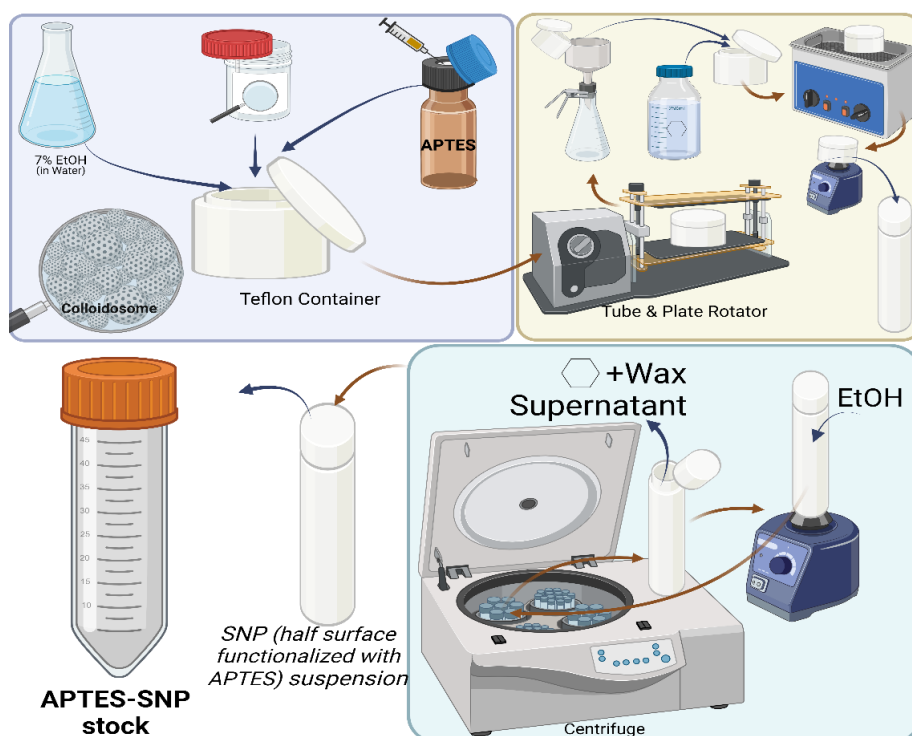 7% EtOH
(in Water)
APTES
Colloidosome
Teflon Container
Tube & Plate Rotator
45
40
35
30
25
20
15
10
APTES-SNP
stock
SNP (half surface
functionalized with
APTES) suspension
+Wax
Supernatant
EtOH
Centrifuge